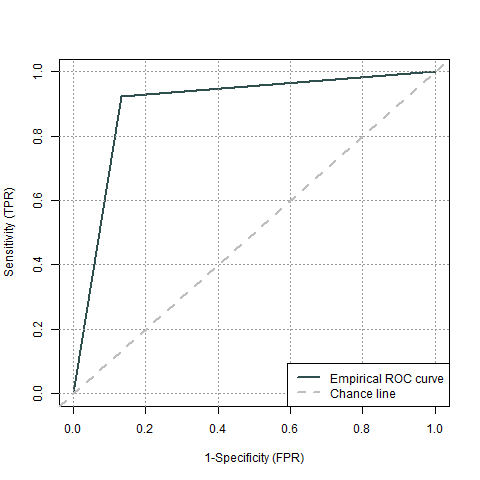 Sensitivity (TPR)
1.0
0.8
0.6
0.4
0.2
0.0
Empirical ROC curve
Chance line
0.0 0.2 0.4 0.6 0.8 1.0
1-Specificity (FPR)